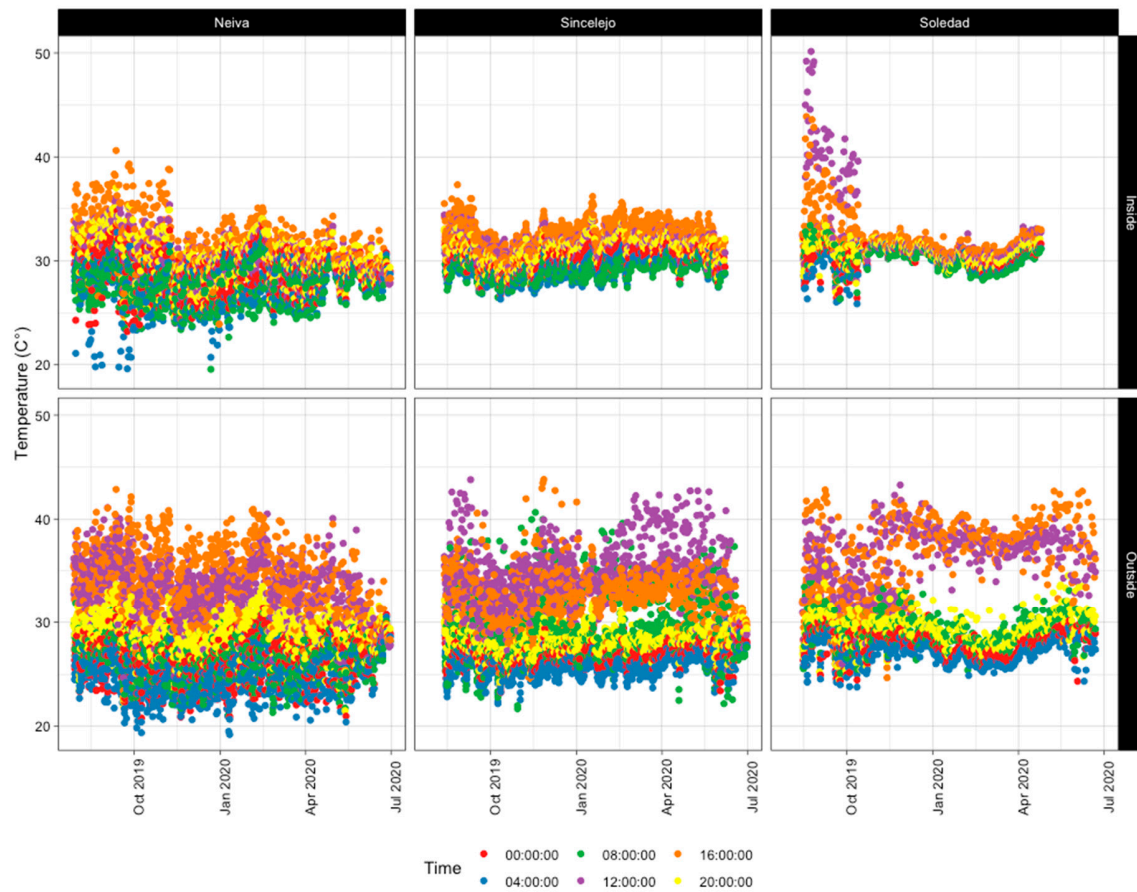 Neiva
Sincelejo
Soledad
50
40
30
20
Inside
Temperature (C°)
50
40
30
20
Outside
Oct 2019
Jan 2020
Apr 2020
Jul 2020
Oct 2019
Jan 2020
Apr 2020
Jul 2020
Oct 2019
Jan 2020
Apr 2020
Jul 2020
Time
00:00:00 08:00:00 16:00:00
04:00:00 12:00:00 20:00:00